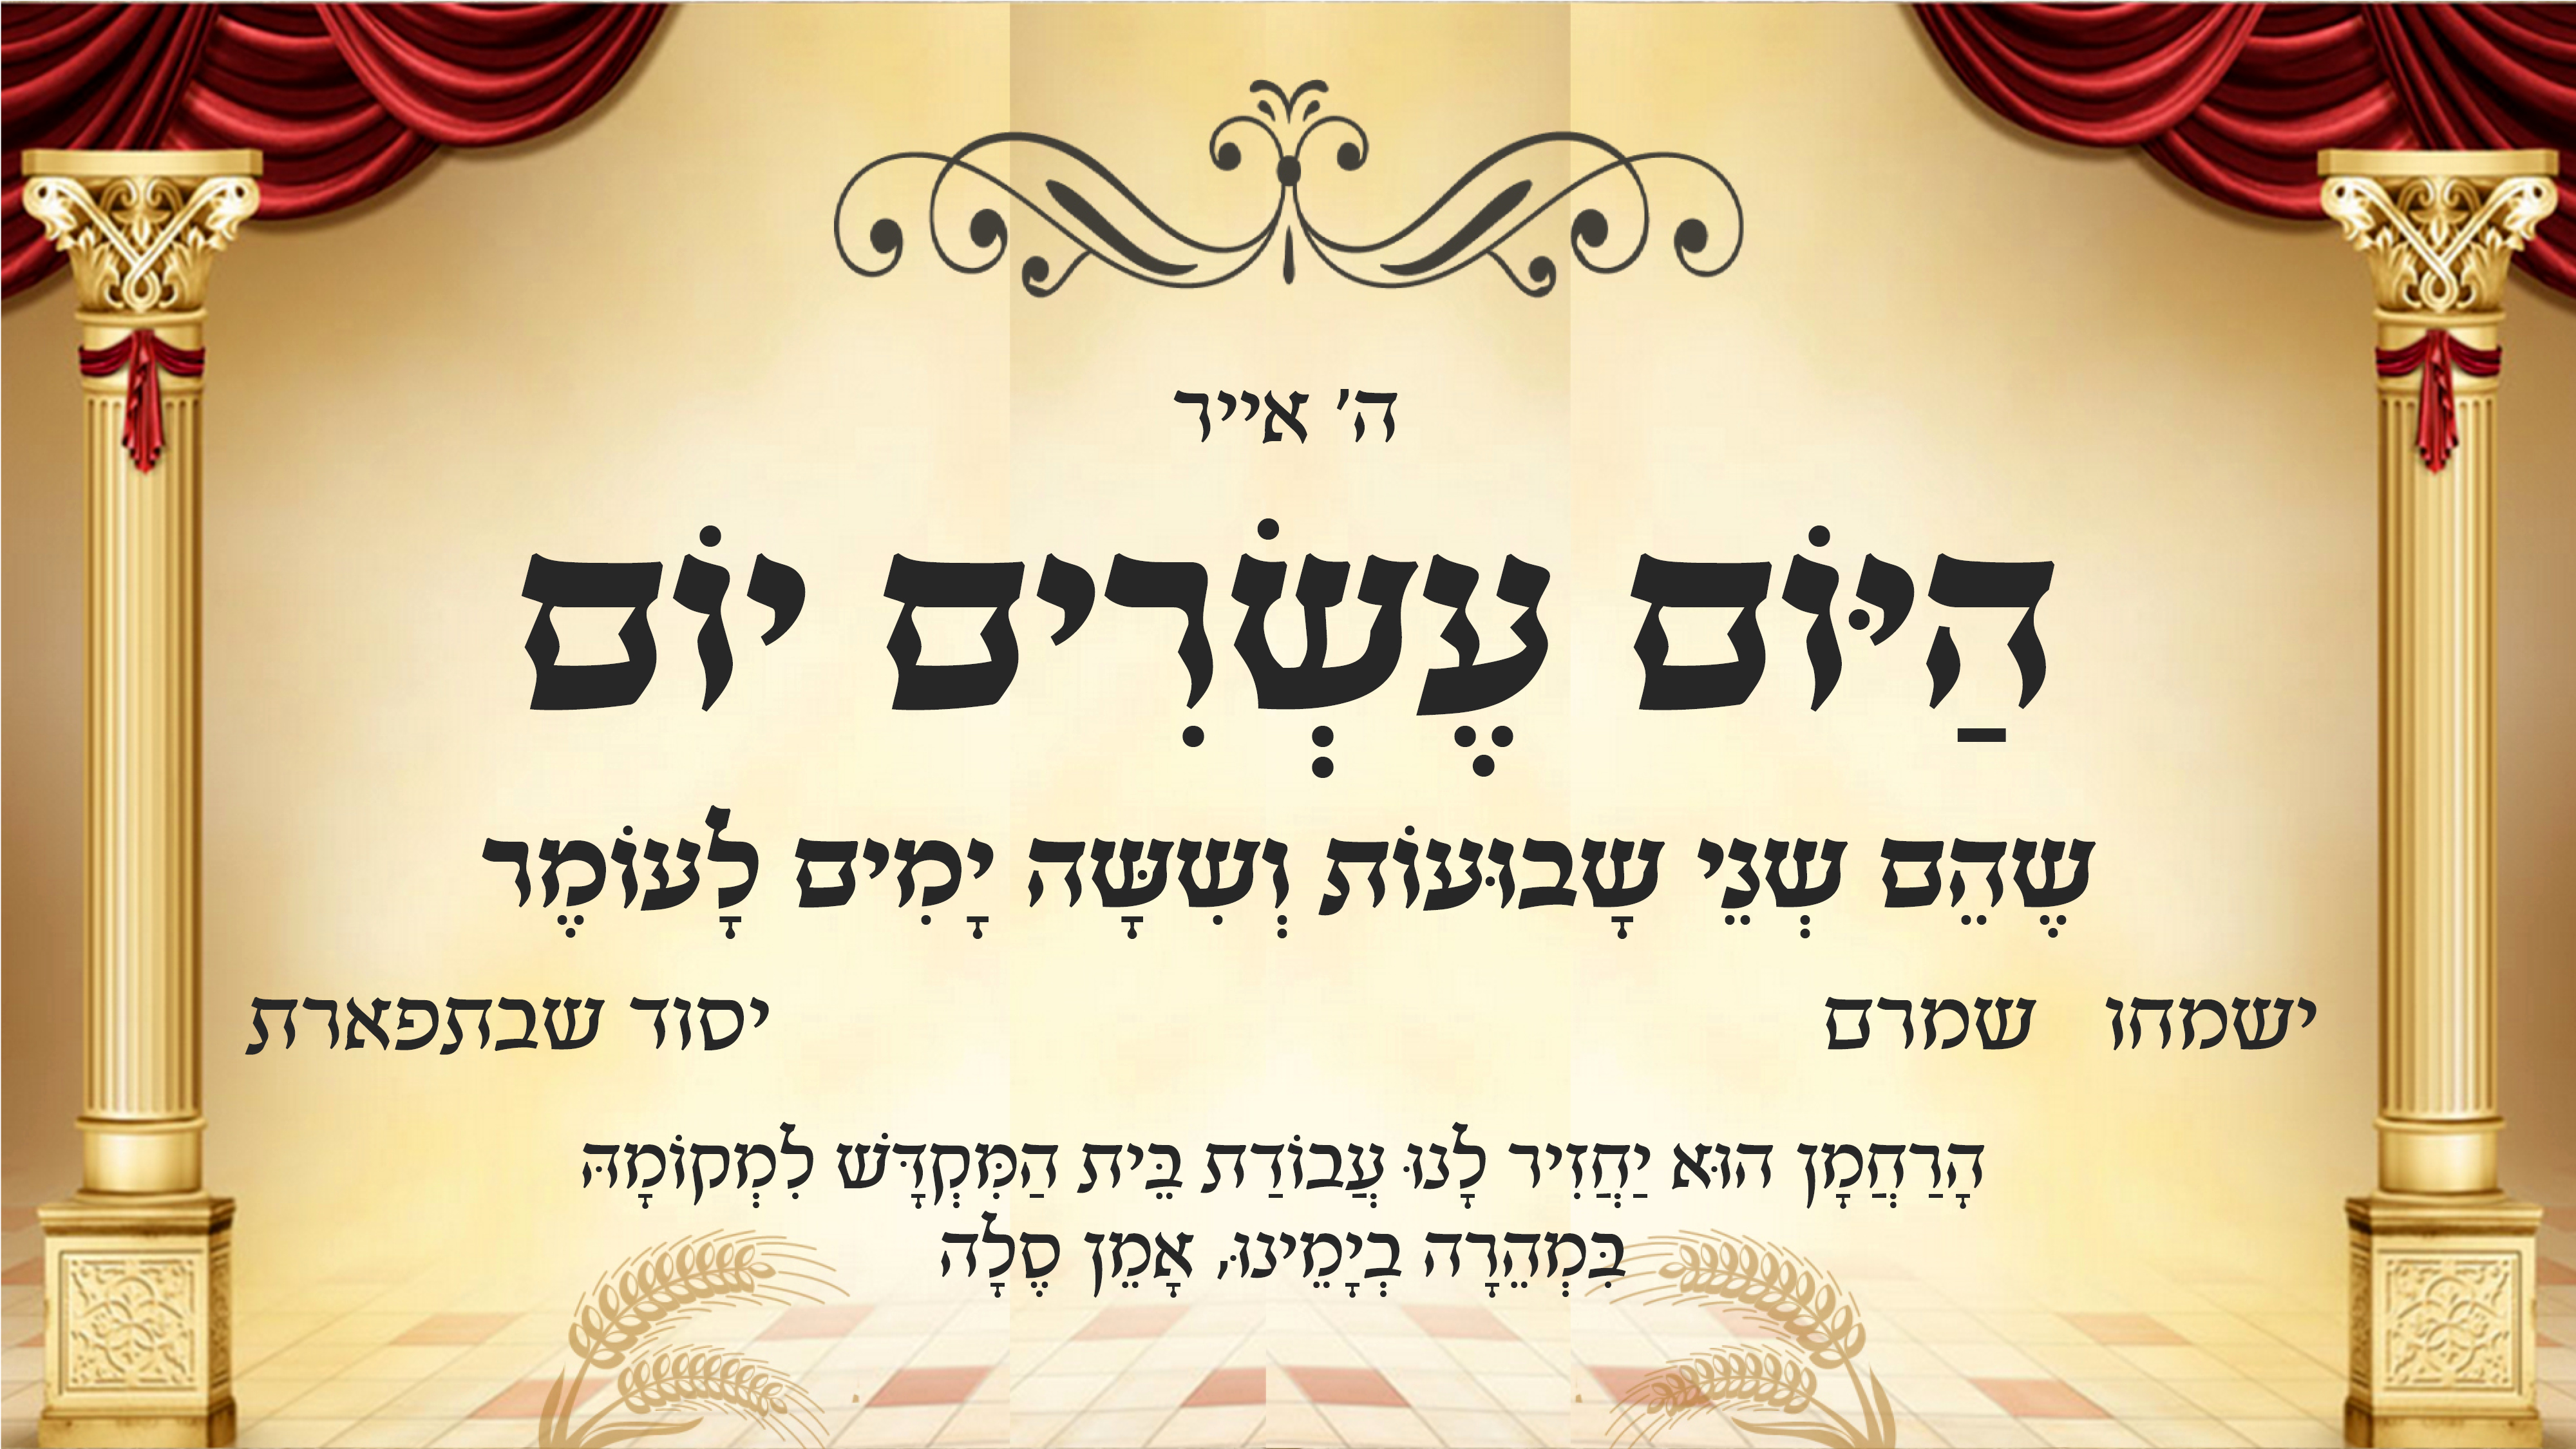 ה' אייר
הַיּוֹם עֶשְׂרִים יוֹם
שֶׁהֵם שְׁנֵי שָׁבוּעוֹת וְשִׁשָּׁה יָמִים לָעוֹמֶר
ישמחו שמרם יסוד שבתפארת
הָרַחֲמָן הוּא יַחֲזִיר לָנוּ עֲבוֹדַת בֵּית הַמִּקְדָּשׁ לִמְקוֹמָהּ
בִּמְהֵרָה בְיָמֵינוּ, אָמֵן סֶלָה